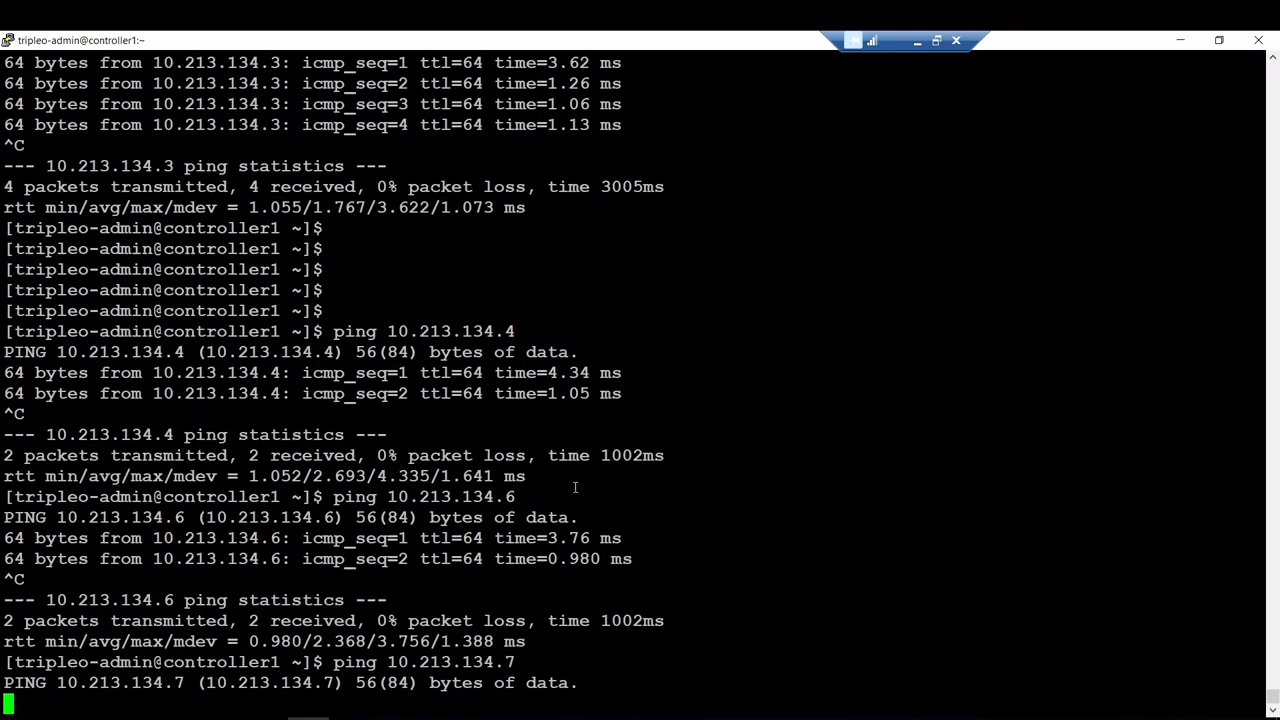 tripleo-admin@controller1:~
64 bytes from 10.213.134.3: icmp_seq=1 ttl=64 time=3.62 ms
64 bytes from 10.213.134.3: icmp_seq=2 ttl=64 time=1.26 ms
64 bytes from 10.213.134.3: icmp_seq=3 ttl=64 time=1.06 ms
64 bytes from 10.213.134.3: icmp_seq=4 ttl=64 time=1.13 ms
^C
--- 10.213.134.3 ping statistics ---
4 packets transmitted, 4 received, 0% packet loss, time 3005ms
rtt min/avg/max/mdev = 1.055/1.767/3.622/1.073 ms
[tripleo-admin@controller1 ~]$
[tripleo-admin@controller1 ~]$
[tripleo-admin@controller1 ~]$
[tripleo-admin@controller1 ~]$
[tripleo-admin@controller1 ~]$
[tripleo-admin@controller1 ~]$ ping 10.213.134.4
PING 10.213.134.4 (10.213.134.4) 56(84) bytes of data.
64 bytes from 10.213.134.4: icmp_seq=1 ttl=64 time=4.34 ms
64 bytes from 10.213.134.4: icmp_seq=2 ttl=64 time=1.05 ms
^C
--- 10.213.134.4 ping statistics ---
2 packets transmitted, 2 received, 0% packet loss, time 1002ms
rtt min/avg/max/mdev = 1.052/2.693/4.335/1.641 ms
[tripleo-admin@controller1 ~]$ ping 10.213.134.6
PING 10.213.134.6 (10.213.134.6) 56(84) bytes of data.
64 bytes from 10.213.134.6: icmp_seq=1 ttl=64 time=3.76 ms
64 bytes from 10.213.134.6: icmp_seq=2 ttl=64 time=0.980 ms
^C
--- 10.213.134.6 ping statistics ---
2 packets transmitted, 2 received, 0% packet loss, time 1002ms
rtt min/avg/max/mdev = 0.980/2.368/3.756/1.388 ms
[tripleo-admin@controller1 ~]$ ping 10.213.134.7
PING 10.213.134.7 (10.213.134.7) 56(84) bytes of data.